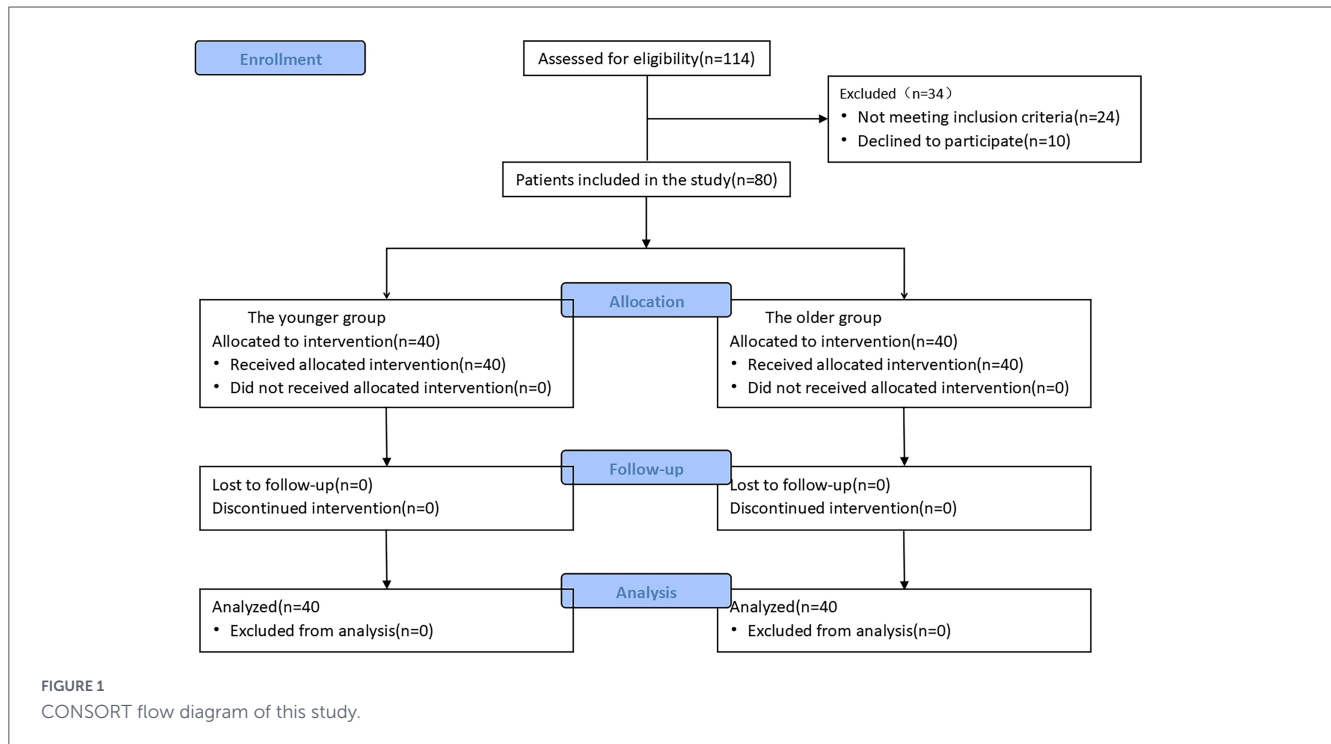 Enrollment
Assessed for eligibility(n=114)
Excluded（n=34）
• Not meeting inclusion criteria(n=24)
• Declined to participate(n=10)
Patients included in the study(n=80)
Allocation
The younger group
Allocated to intervention(n=40)
• Received allocated intervention(n=40)
• Did not received allocated intervention(n=0)
The older group
Allocated to intervention(n=40)
• Received allocated intervention(n=40)
• Did not received allocated intervention(n=0)
Follow-up
Lost to follow-up(n=0)
Discontinued intervention(n=0)
Lost to follow-up(n=0)
Discontinued intervention(n=0)
Analysis
Analyzed(n=40
• Excluded from analysis(n=0)
Analyzed(n=40
• Excluded from analysis(n=0)
FIGURE 1
CONSORT flow diagram of this study.